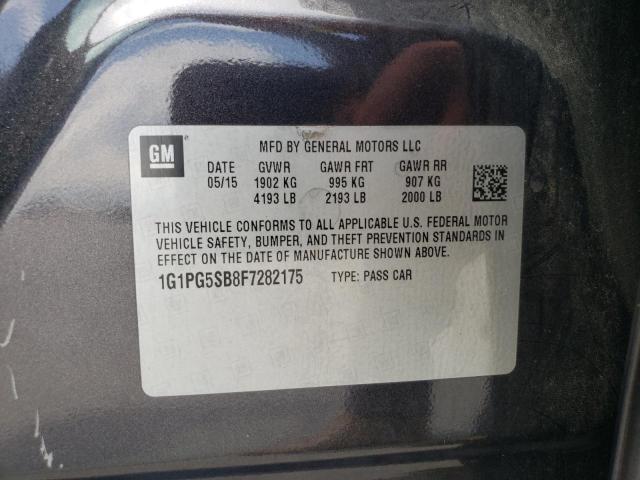 GM
MFD BY GENERAL MOTORS LLC
DATE GVWR GAWR FRT GAWR RR
05/15 1902 KG 995 KG 907 KG
4193 LB 2193 LB 2000 LB
THIS VEHICLE CONFORMS TO ALL APPLICABLE U.S. FEDERAL MOTOR
VEHICLE SAFETY, BUMPER, AND THEFT PREVENTION STANDARDS IN
EFFECT ON THE DATE OF MANUFACTURE SHOWN ABOVE.
1G1PG5SB8F7282175 TYPE: PASS CAR